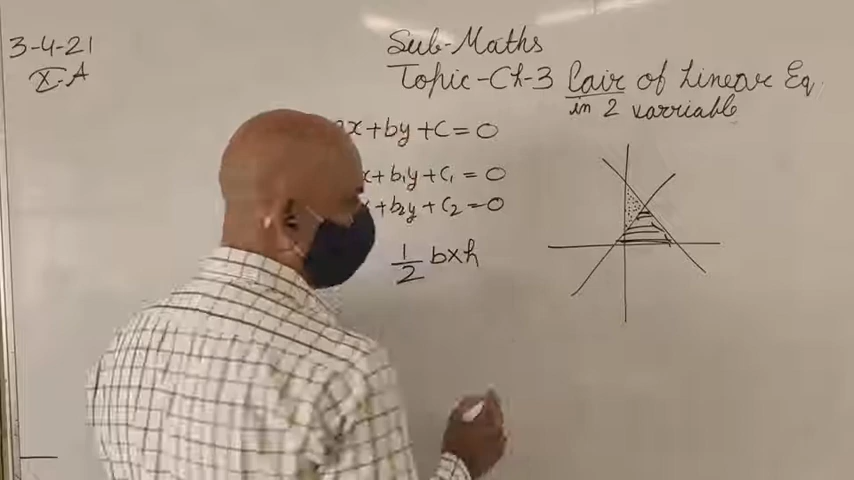 3-4-21
X-A
Sub-Maths
Topic-Ch-3 Pair of Linear Eq.
in 2 varriable
x+by+c=0
x+b₁y+c₁=0
x+b₂y+c₂=0
1/2 b×h